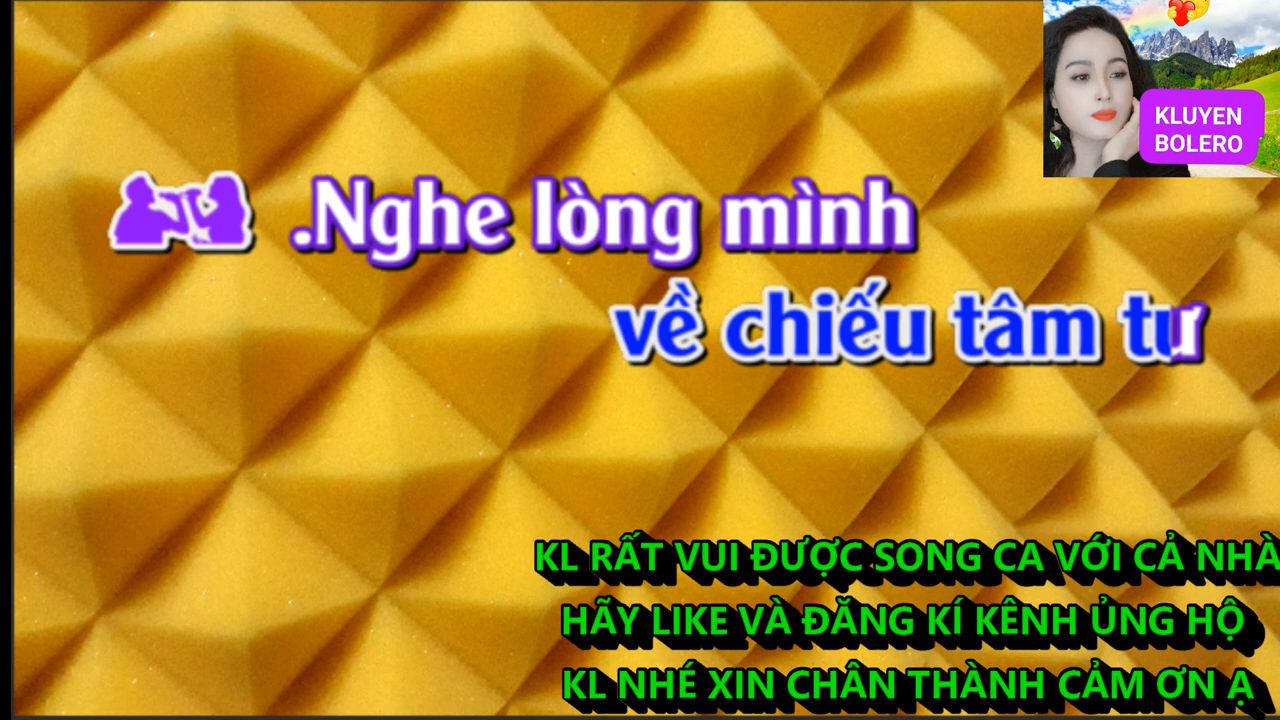 KLUYEN
BOLERO
.Nghe lòng mình
về chiếu tâm tư
KL RẤT VUI ĐƯỢC SONG CA VỚI CẢ NHÀ
HÃY LIKE VÀ ĐĂNG KÍ KÊNH ỦNG HỘ
KL NHÉ XIN CHÂN THÀNH CẢM ƠN Ạ